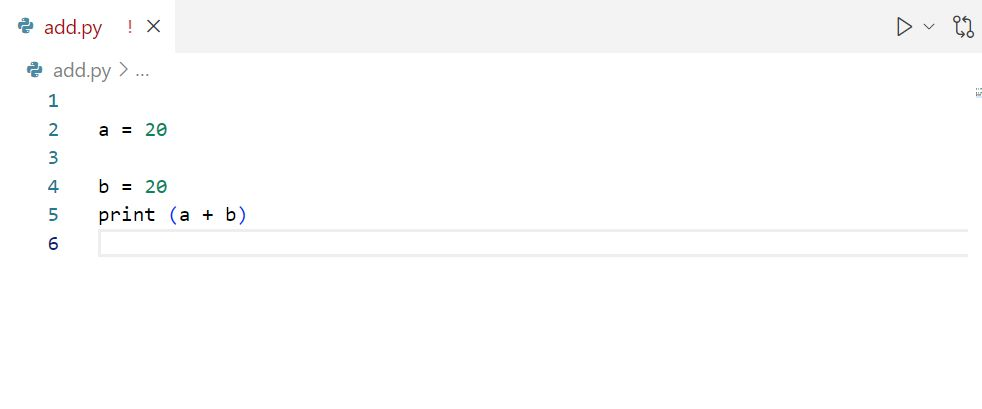 add.py ! ×
add.py > ...
1
2 a = 20
3
4 b = 20
5 print (a + b)
6